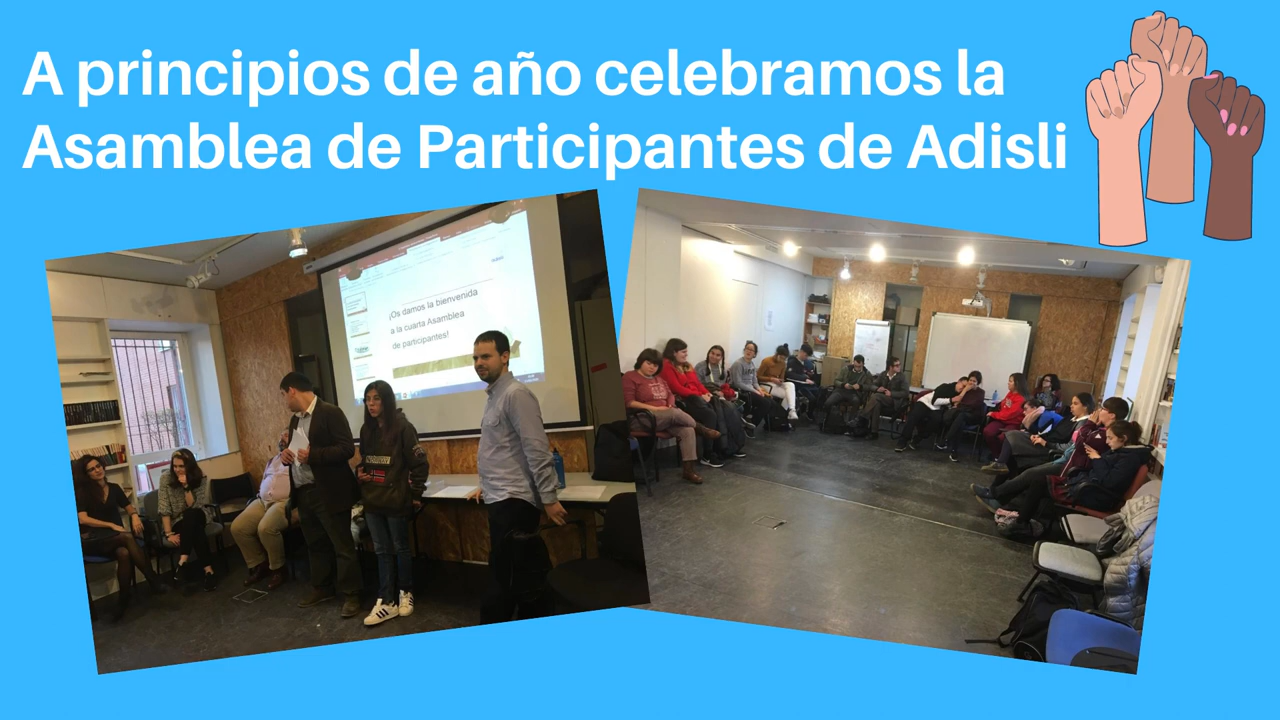 A principios de año celebramos la
Asamblea de Participantes de Adisli
¡Os damos la bienvenida
a la cuarta Asamblea
de participantes!